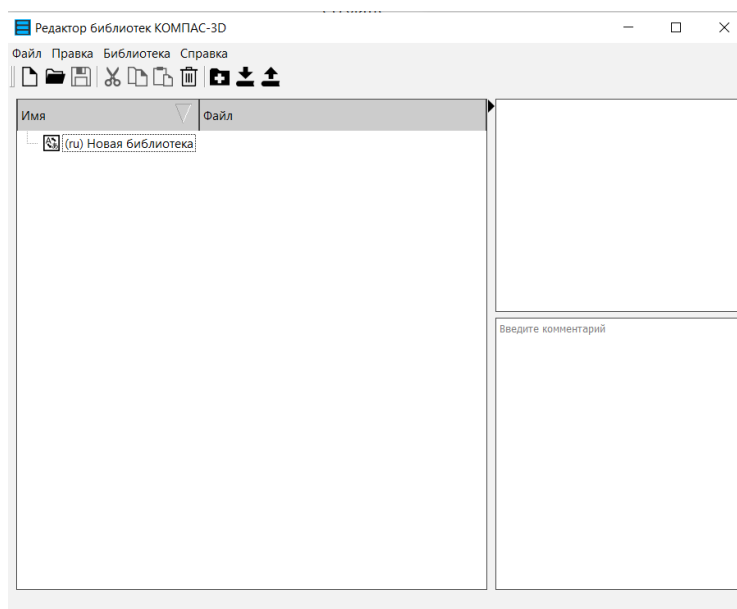 Редактор библиотек КОМПАС-3D
Файл Правка Библиотека Справка
Имя Файл
(ru) Новая библиотека
Введите комментарий